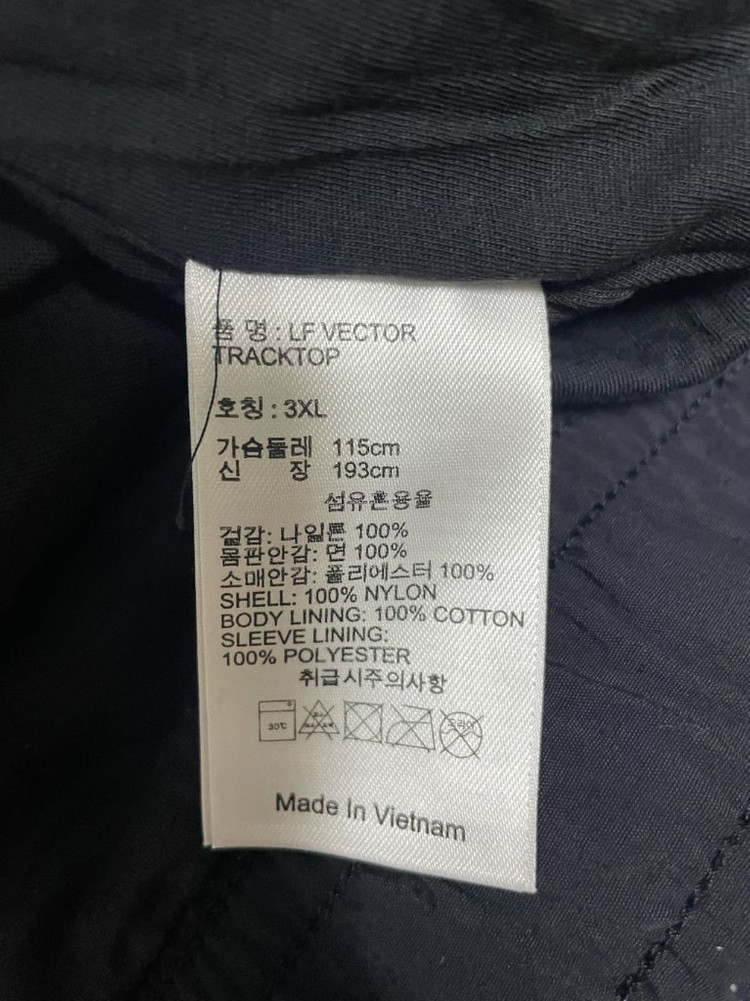 품 명 : LF VECTOR
TRACKTOP
호칭 : 3XL
가슴둘레 115cm
신 장 193cm
섬유혼용율
겉감: 나일론 100%
몸판안감: 면 100%
소매안감: 폴리에스터 100%
SHELL: 100% NYLON
BODY LINING: 100% COTTON
SLEEVE LINING:
100% POLYESTER
취급시주의사항
30℃
드라이
Made In Vietnam